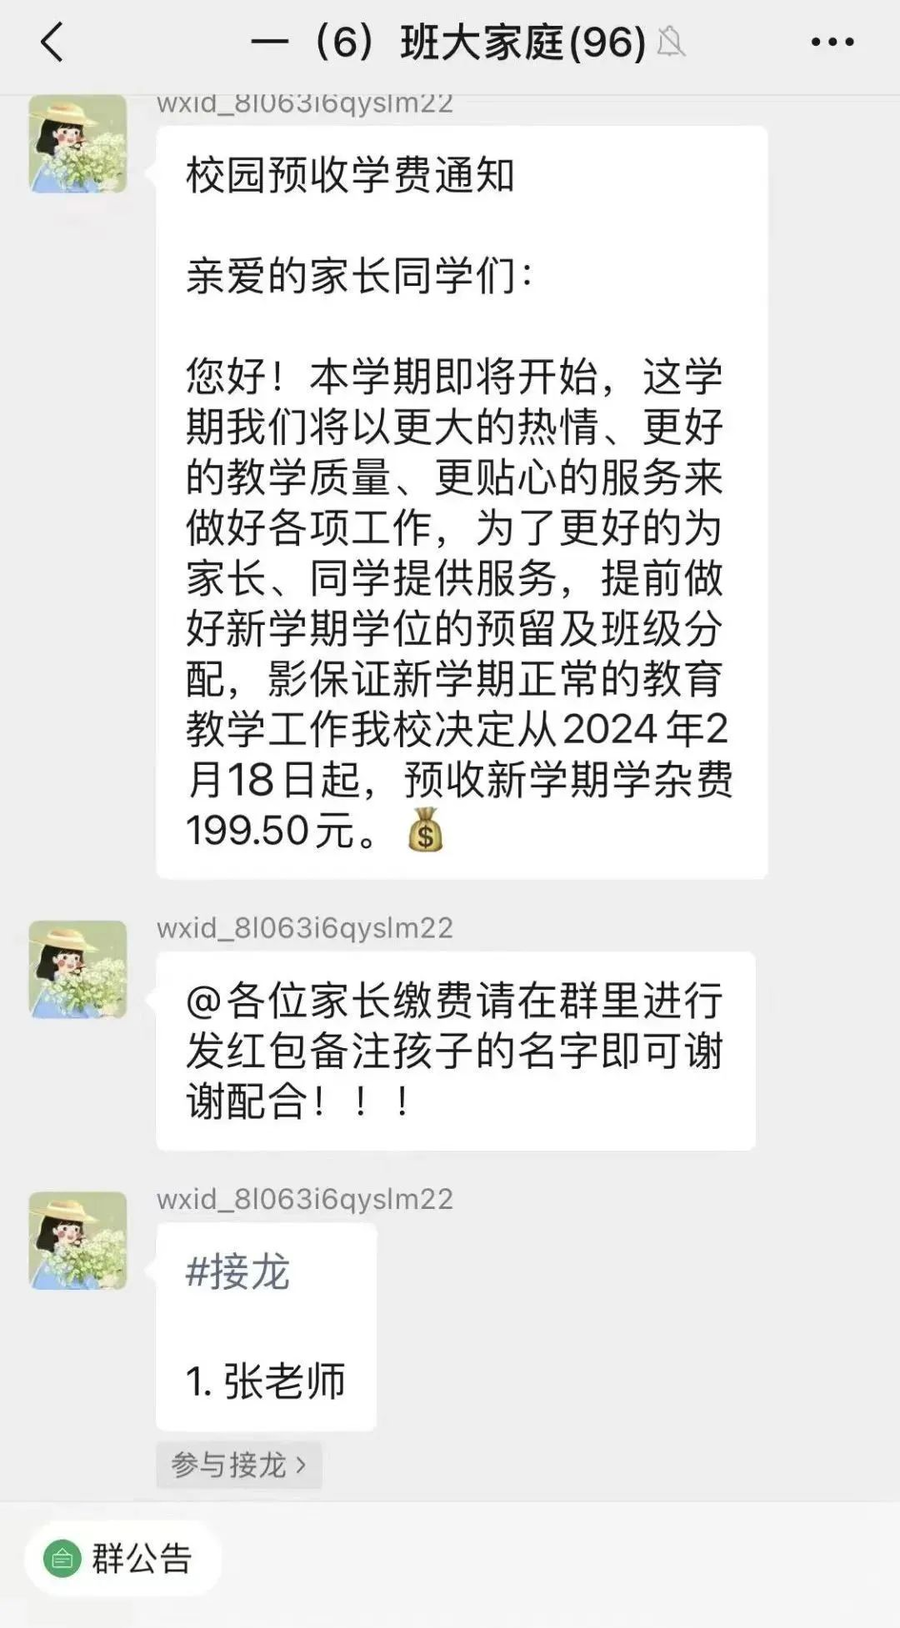 一（6）班大家庭(96)
wxid_8l063i6qyslm22
校园预收学费通知
亲爱的家长同学们：
您好！本学期即将开始，这学
期我们将以更大的热情、更好
的教学质量、更贴心的服务来
做好各项工作，为了更好的为
家长、同学提供服务，提前做
好新学期学位的预留及班级分
配，影保证新学期正常的教育
教学工作我校决定从2024年2
月18日起，预收新学期学杂费
199.50元。
wxid_8l063i6qyslm22
@各位家长缴费请在群里进行
发红包备注孩子的名字即可谢
谢配合！！！
wxid_8l063i6qyslm22
#接龙
1. 张老师
参与接龙 >
群公告